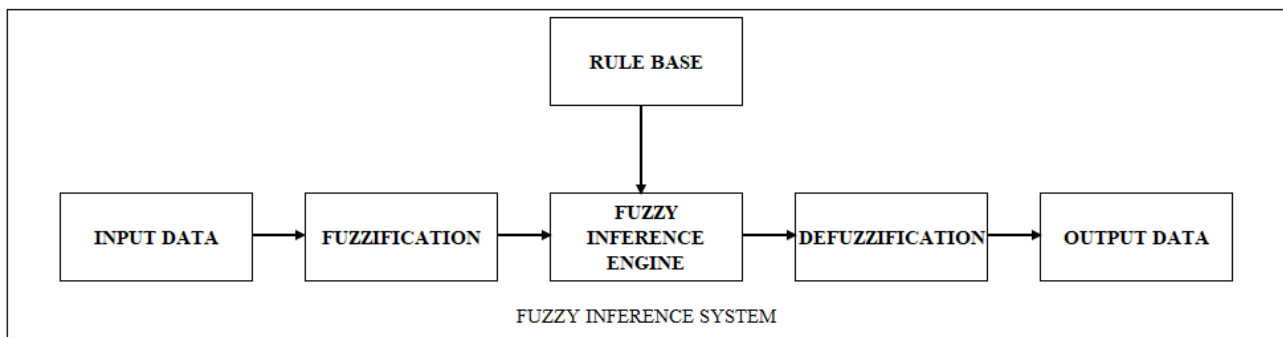 RULE BASE
INPUT DATA
FUZZIFICATION
FUZZY
INFERENCE
ENGINE
DEFUZZIFICATION
OUTPUT DATA
FUZZY INFERENCE SYSTEM